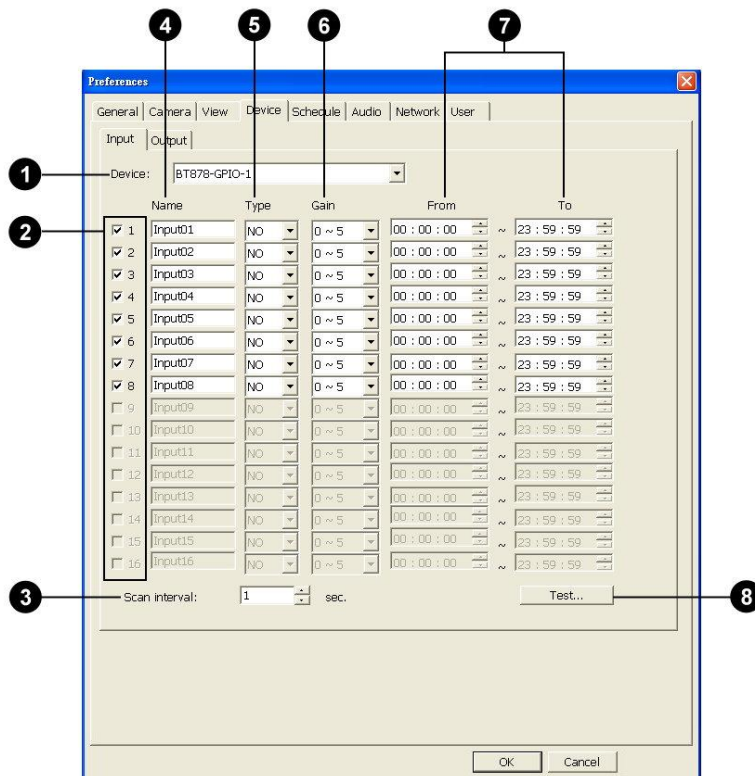 4 5 6 7
Preferences
General Camera View Device Schedule Audio Network User
Input Output
1 Device: BT878-GPIO-1
Name Type Gain From To
2 1 Input01 NO 0 ~ 5 00 : 00 : 00 ~ 23 : 59 : 59
2 Input02 NO 0 ~ 5 00 : 00 : 00 ~ 23 : 59 : 59
3 Input03 NO 0 ~ 5 00 : 00 : 00 ~ 23 : 59 : 59
4 Input04 NO 0 ~ 5 00 : 00 : 00 ~ 23 : 59 : 59
5 Input05 NO 0 ~ 5 00 : 00 : 00 ~ 23 : 59 : 59
6 Input06 NO 0 ~ 5 00 : 00 : 00 ~ 23 : 59 : 59
7 Input07 NO 0 ~ 5 00 : 00 : 00 ~ 23 : 59 : 59
8 Input08 NO 0 ~ 5 00 : 00 : 00 ~ 23 : 59 : 59
9 Input09 NO 0 ~ 5 00 : 00 : 00 ~ 23 : 59 : 59
10 Input10 NO 0 ~ 5 00 : 00 : 00 ~ 23 : 59 : 59
11 Input11 NO 0 ~ 5 00 : 00 : 00 ~ 23 : 59 : 59
12 Input12 NO 0 ~ 5 00 : 00 : 00 ~ 23 : 59 : 59
13 Input13 NO 0 ~ 5 00 : 00 : 00 ~ 23 : 59 : 59
14 Input14 NO 0 ~ 5 00 : 00 : 00 ~ 23 : 59 : 59
15 Input15 NO 0 ~ 5 00 : 00 : 00 ~ 23 : 59 : 59
16 Input16 NO 0 ~ 5 00 : 00 : 00 ~ 23 : 59 : 59
3 Scan interval: 1 sec. Test... 8
OK Cancel